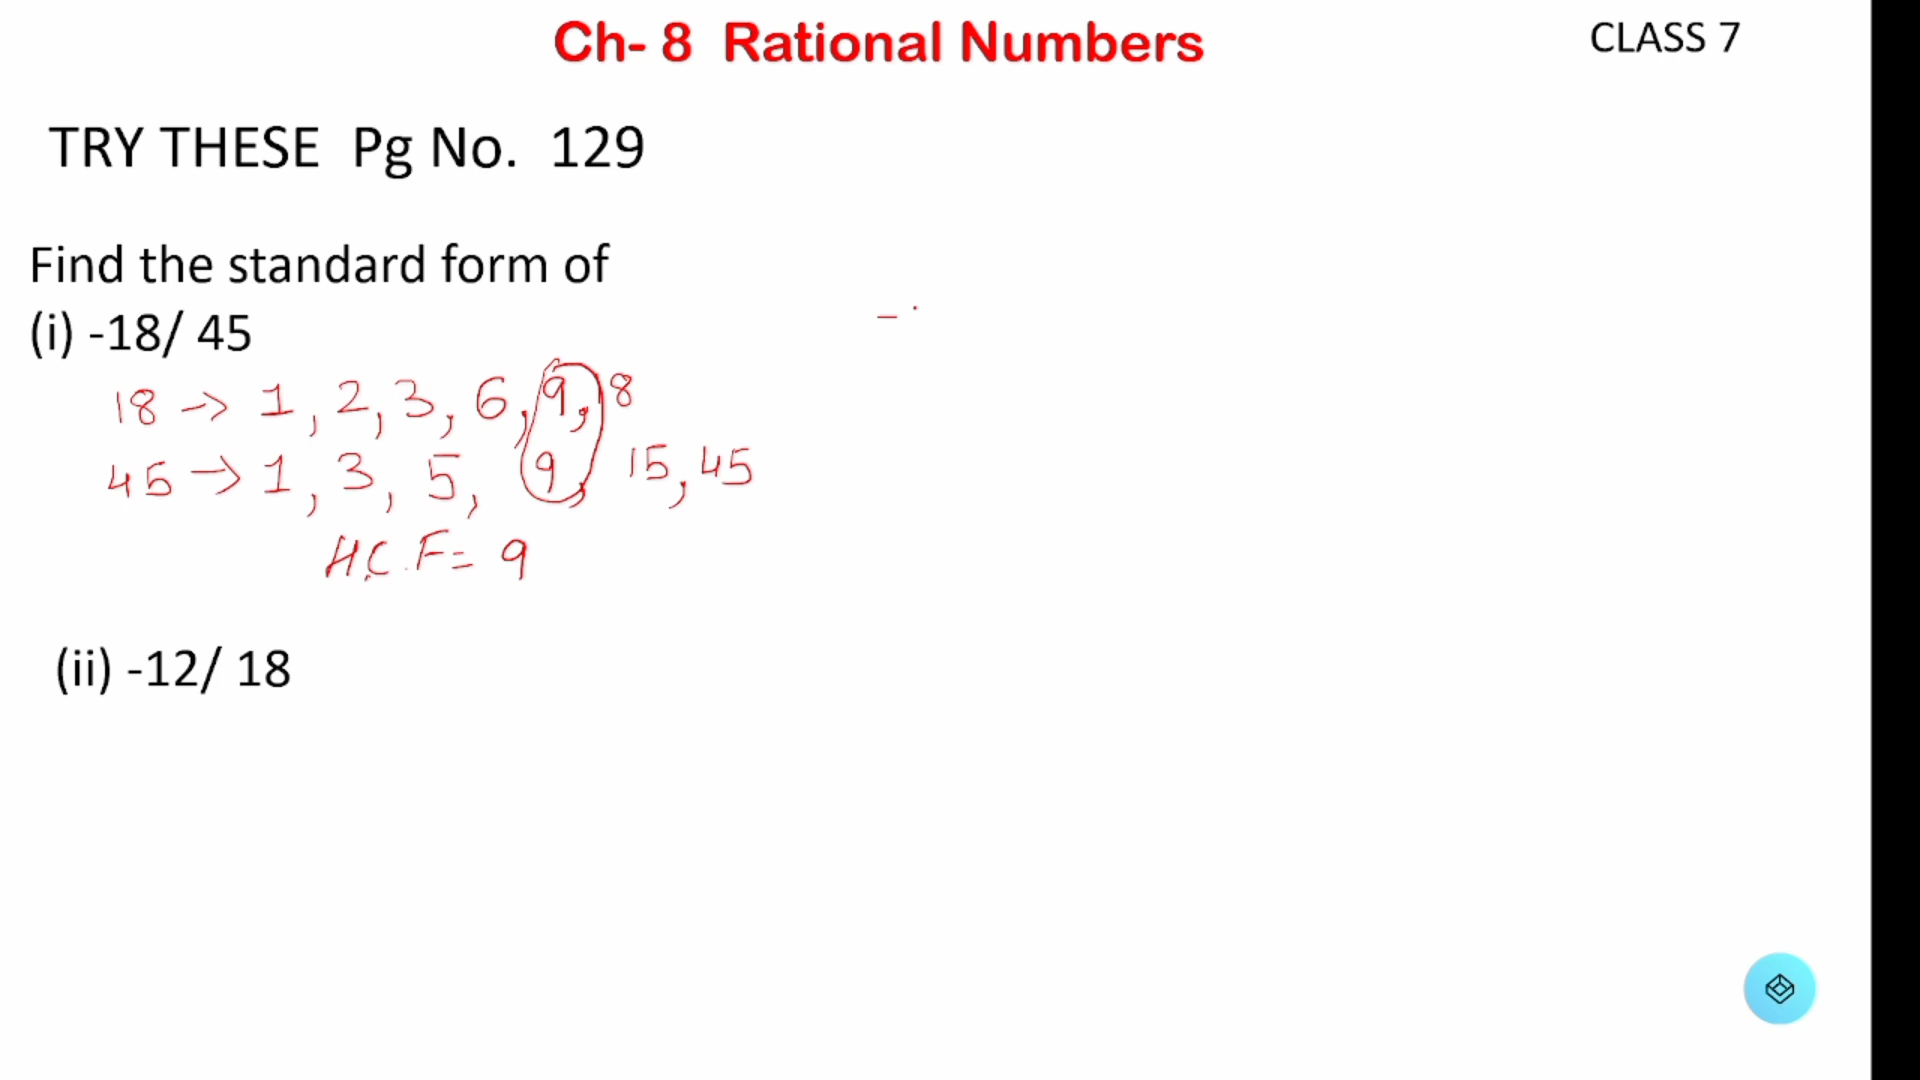 Ch- 8 Rational Numbers
CLASS 7
TRY THESE Pg No. 129
Find the standard form of
(i) -18/ 45
18 → 1, 2, 3, 6, 9, 18
45 → 1, 3, 5, 9, 15, 45
H.C.F = 9
(ii) -12/ 18